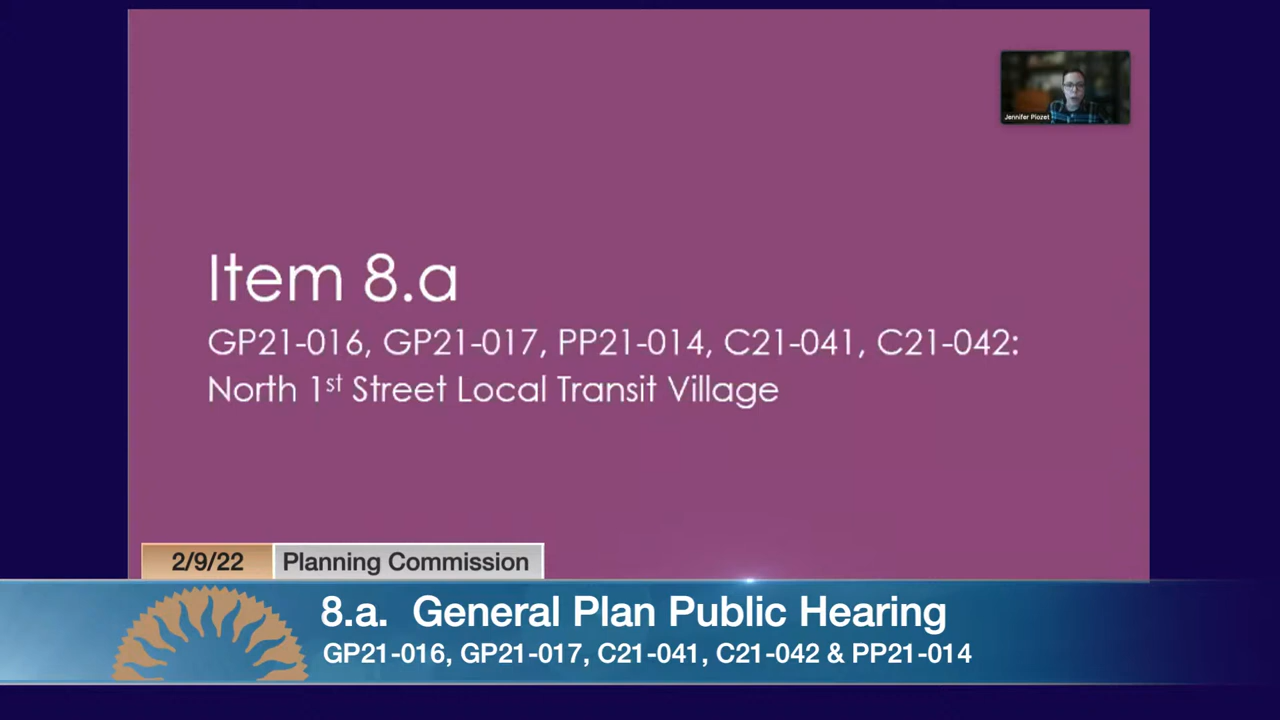 Jennifer Piozet
Item 8.a
GP21-016, GP21-017, PP21-014, C21-041, C21-042:
North 1st Street Local Transit Village
2/9/22 Planning Commission
8.a. General Plan Public Hearing
GP21-016, GP21-017, C21-041, C21-042 & PP21-014